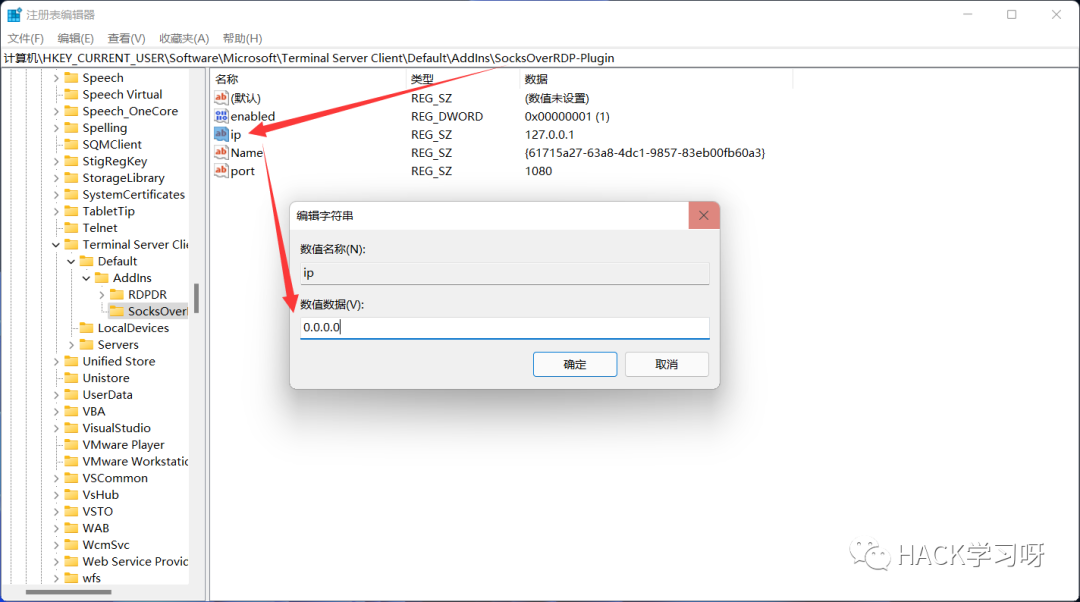 注册表编辑器
文件(F) 编辑(E) 查看(V) 收藏夹(A) 帮助(H)
计算机\HKEY_CURRENT_USER\Software\Microsoft\Terminal Server Client\Default\AddIns\SocksOverRDP-Plugin
Speech
Speech Virtual
Speech_OneCore
Spelling
SQMClient
StigRegKey
StorageLibrary
SystemCertificates
TabletTip
Telnet
Terminal Server Clie
Default
AddIns
RDPDR
SocksOverI
LocalDevices
Servers
Unified Store
Unistore
UserData
VBA
VisualStudio
VMware Player
VMware Workstatio
VSCommon
VsHub
VSTO
WAB
WcmSvc
Web Service Provic
wfs
名称 类型 数据
(默认) REG_SZ (数值未设置)
enabled REG_DWORD 0x00000001 (1)
ip REG_SZ 127.0.0.1
Name REG_SZ {61715a27-63a8-4dc1-9857-83eb00fb60a3}
port REG_SZ 1080
编辑字符串
数值名称(N):
ip
数值数据(V):
0.0.0.0
确定 取消
HACK学习呀